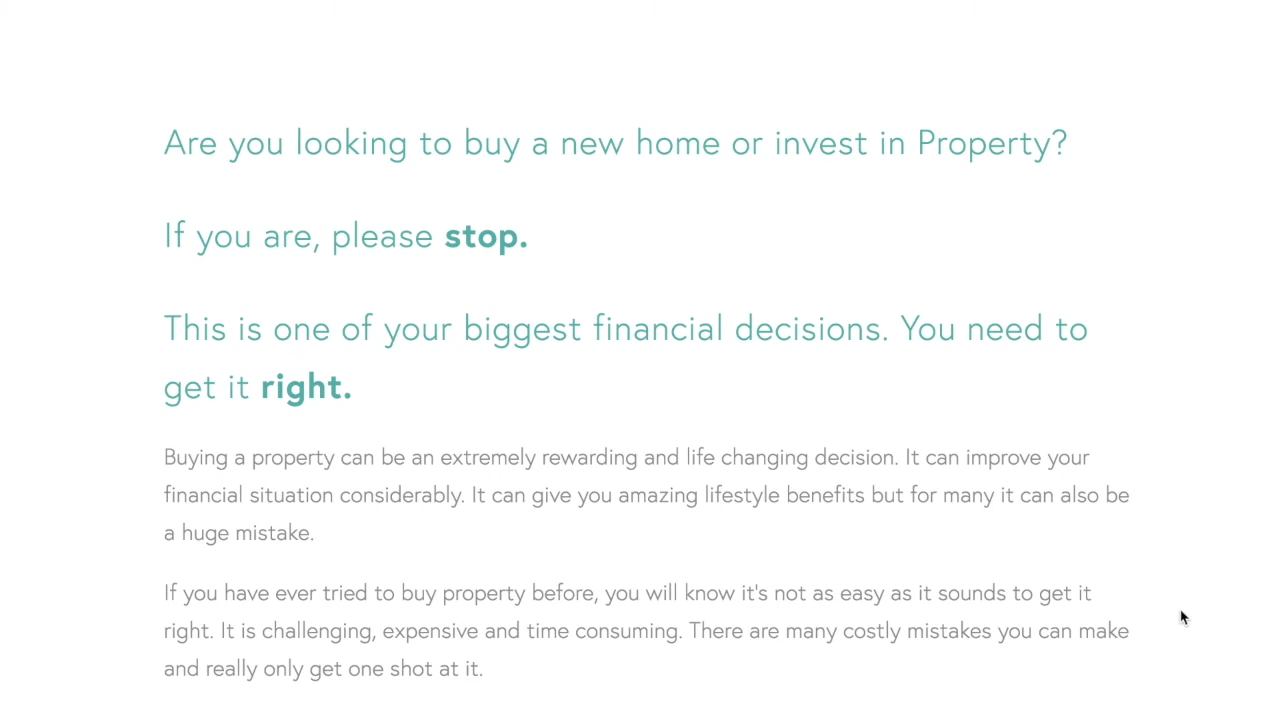 Are you looking to buy a new home or invest in Property?
If you are, please stop.
This is one of your biggest financial decisions. You need to
get it right.
Buying a property can be an extremely rewarding and life changing decision. It can improve your
financial situation considerably. It can give you amazing lifestyle benefits but for many it can also be
a huge mistake.
If you have ever tried to buy property before, you will know it's not as easy as it sounds to get it
right. It is challenging, expensive and time consuming. There are many costly mistakes you can make
and really only get one shot at it.